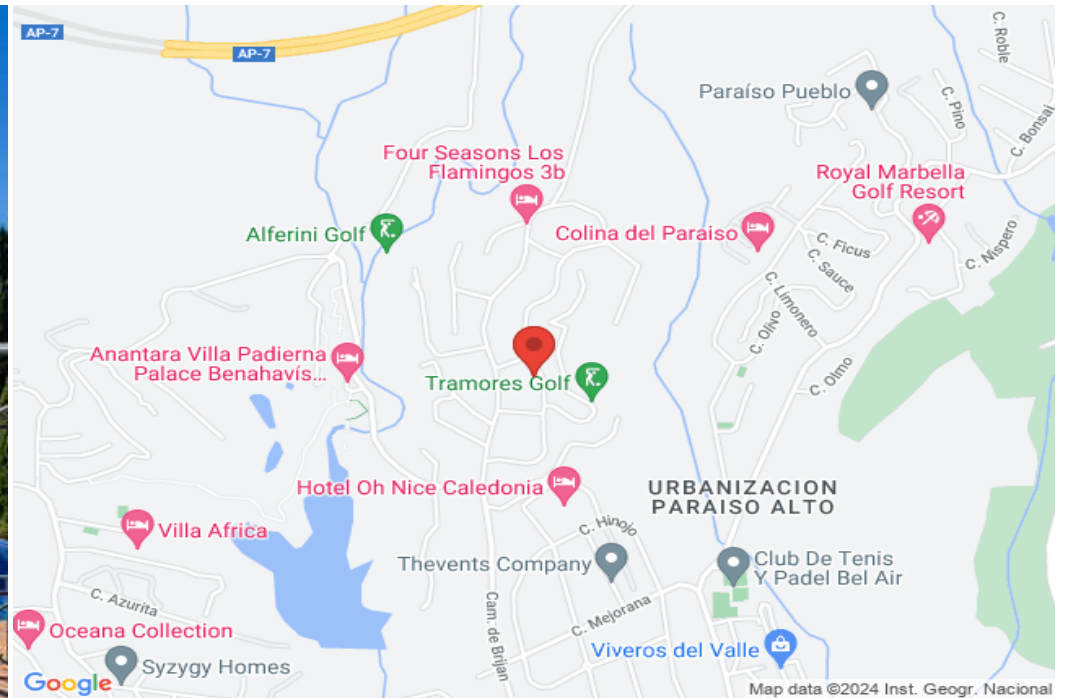 AP-7
AP-7
C. Roble
Paraíso Pueblo
C. Pino
C. Bonsai
Four Seasons Los
Flamingos 3b
Royal Marbella
Golf Resort
Alferini Golf
Colina del Paraiso
C. Ficus
C. Sauce
C. Nispero
C. Limonero
C. Olivo
Anantara Villa Padierna
Palace Benahavís...
Tramores Golf
C. Olmo
Hotel Oh Nice Caledonia
URBANIZACION
PARAISO ALTO
Villa Africa
C. Hinojo
Thevents Company
Club De Tenis
Y Padel Bel Air
C. Azurita
Cam. de Brijan
C. Mejorana
Oceana Collection
Viveros del Valle
Syzygy Homes
Google
Map data ©2024 Inst. Geogr. Nacional